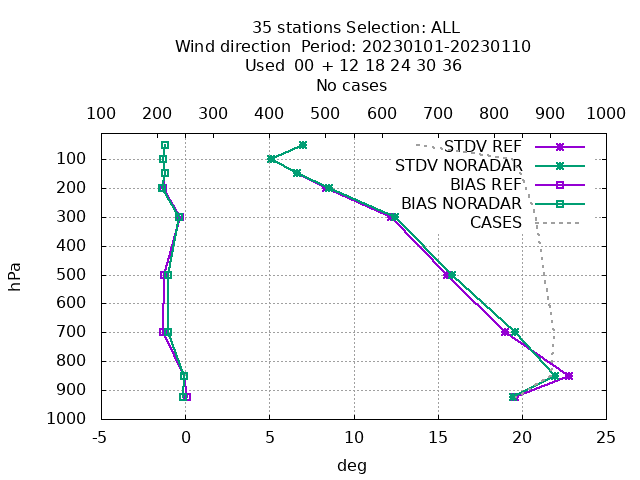 35 stations Selection: ALL
Wind direction  Period: 20230101-20230110
Used  00 + 12 18 24 30 36
No cases
100 200 300 400 500 600 700 800 900 1000
STDV REF
STDV NORADAR
BIAS REF
BIAS NORADAR
CASES
hPa
100
200
300
400
500
600
700
800
900
1000
-5 0 5 10 15 20 25
deg